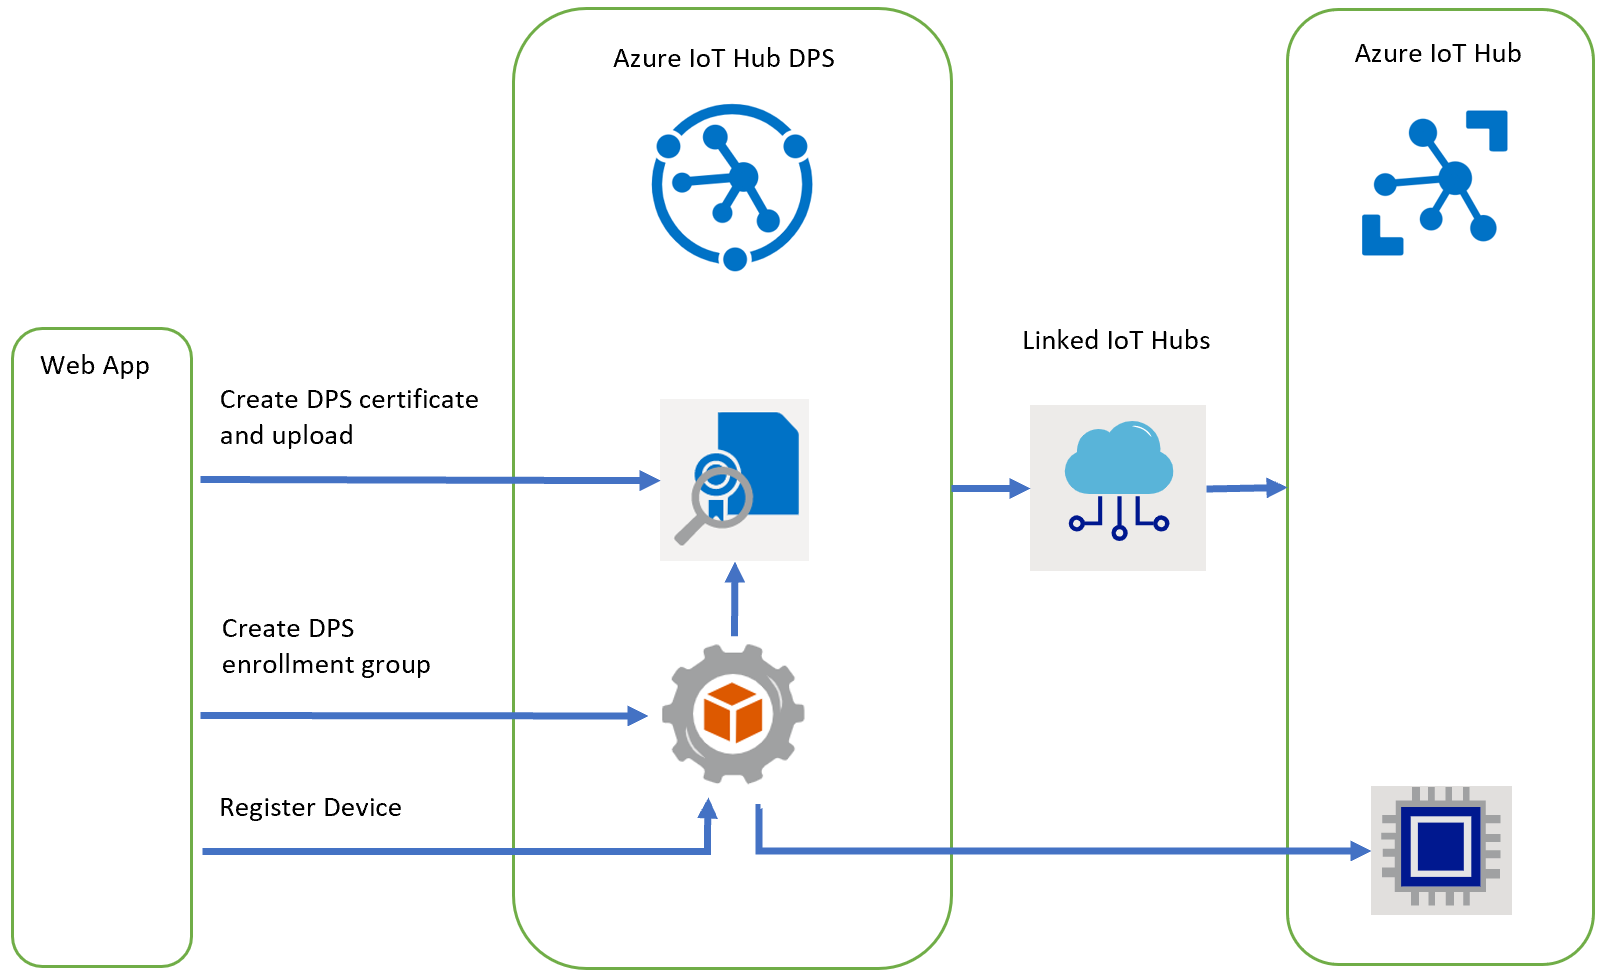 Azure IoT Hub DPS
Azure IoT Hub
Linked IoT Hubs
Web App
Create DPS certificate
and upload
Create DPS
enrollment group
Register Device